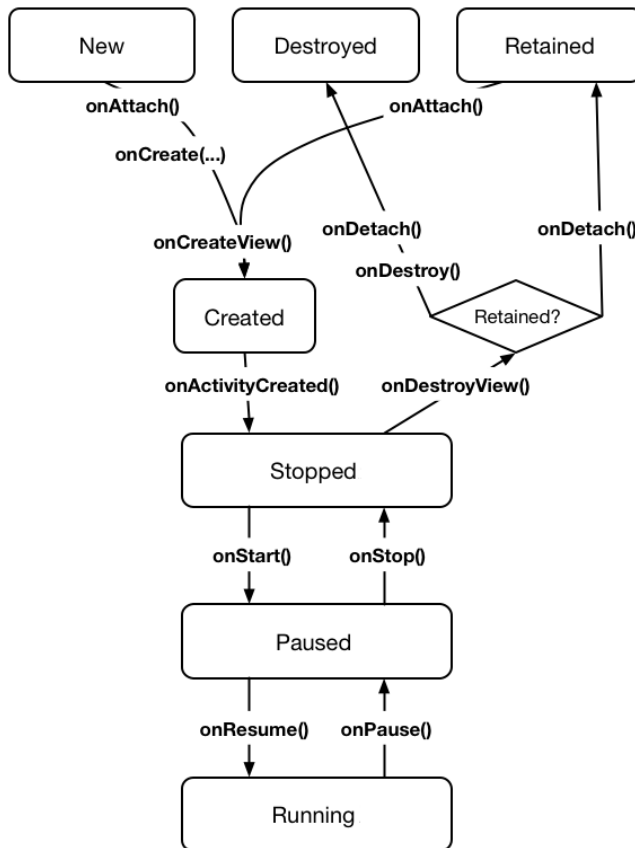 New
Destroyed
Retained
onAttach()
onAttach()
onCreate(...)
onDetach()
onDetach()
onCreateView()
onDestroy()
Created
Retained?
onActivityCreated()
onDestroyView()
Stopped
onStart()
onStop()
Paused
onResume()
onPause()
Running